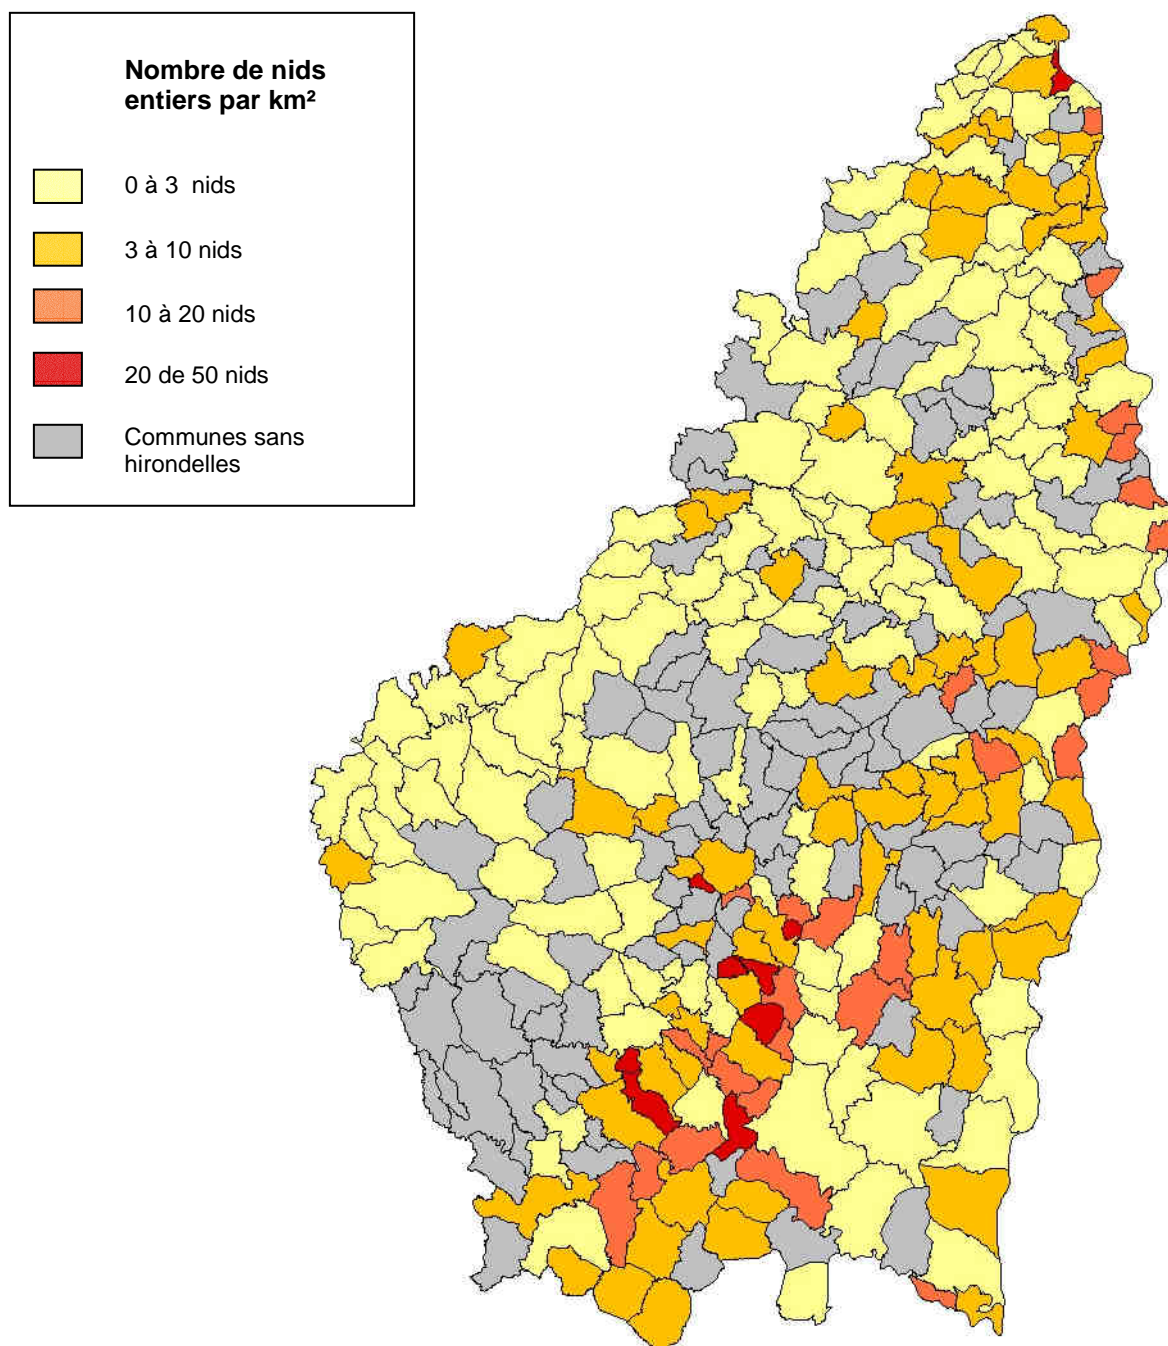 Nombre de nids
entiers par km²
0 à 3 nids
3 à 10 nids
10 à 20 nids
20 de 50 nids
Communes sans
hirondelles